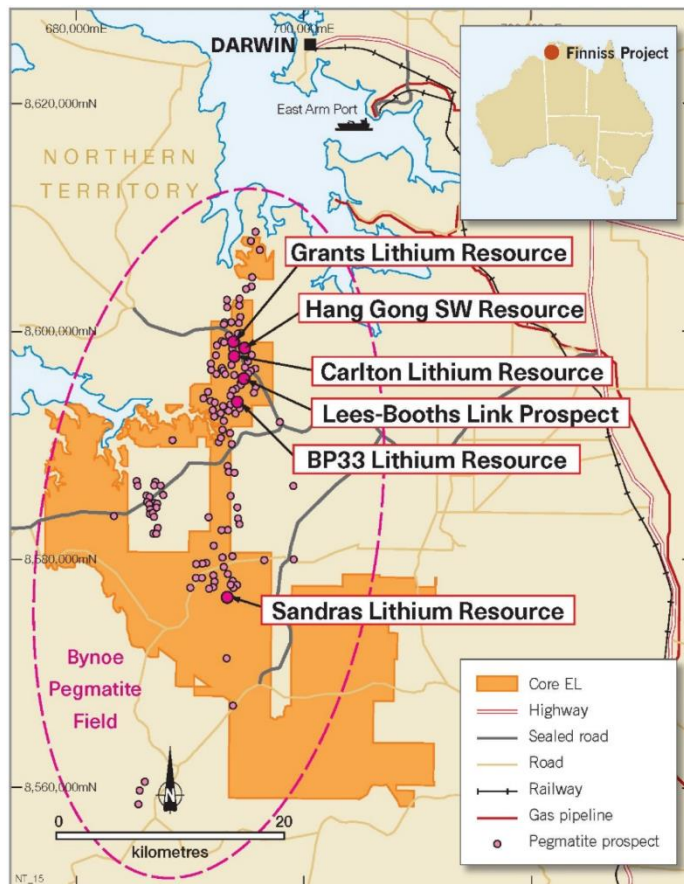 680,000mE
700,000mE
DARWIN
Finniss Project
8,620,000mN
East Arm Port
NORTHERN
TERRITORY
Grants Lithium Resource
Hang Gong SW Resource
8,600,000mN
Carlton Lithium Resource
Lees-Booths Link Prospect
BP33 Lithium Resource
8,580,000mN
Sandras Lithium Resource
Bynoe
Pegmatite
Field
Core EL
Highway
Sealed road
Road
Railway
Gas pipeline
Pegmatite prospect
8,560,000mN
N
0 20
kilometres
NT_15